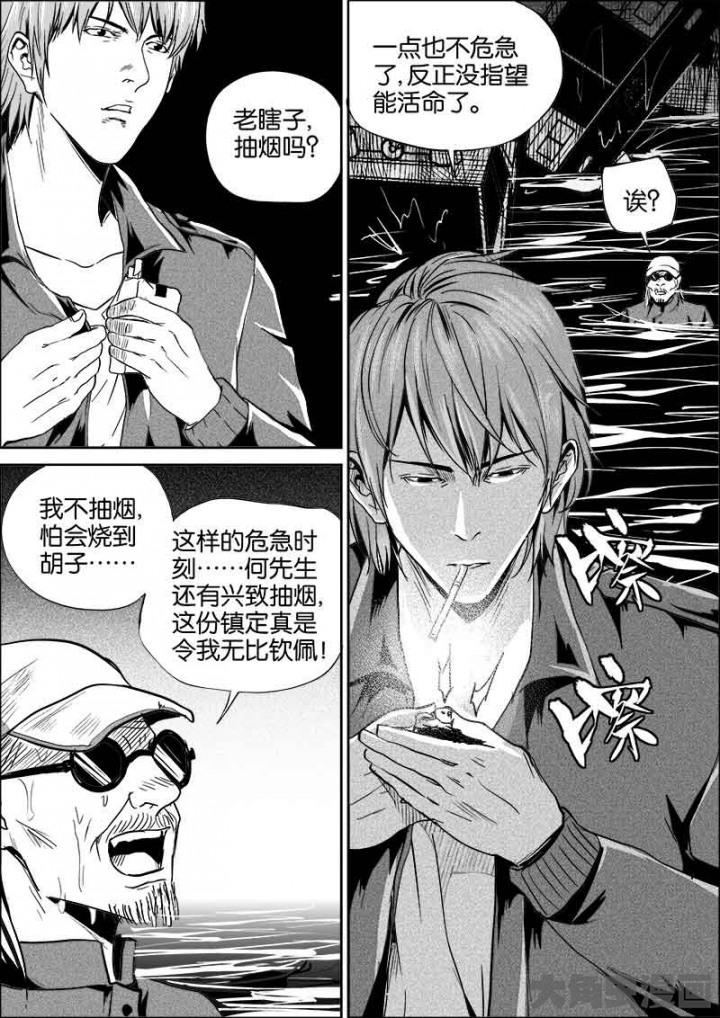 老瞎子，
抽烟吗？
我不抽烟，
怕会烧到
胡子……
这样的危急时
刻……何先生
还有兴致抽烟，
这份镇定真是
令我无比钦佩！
一点也不危急
了，反正没指望
能活命了。
诶？
嚓
嚓